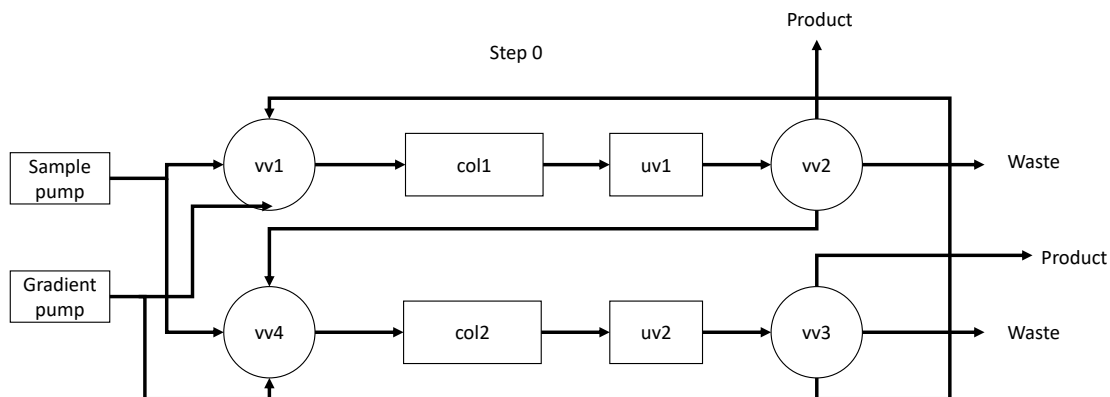 Product
Step 0
Sample
pump
vv1
col1
uv1
vv2
Waste
Product
Gradient
pump
vv4
col2
uv2
vv3
Waste